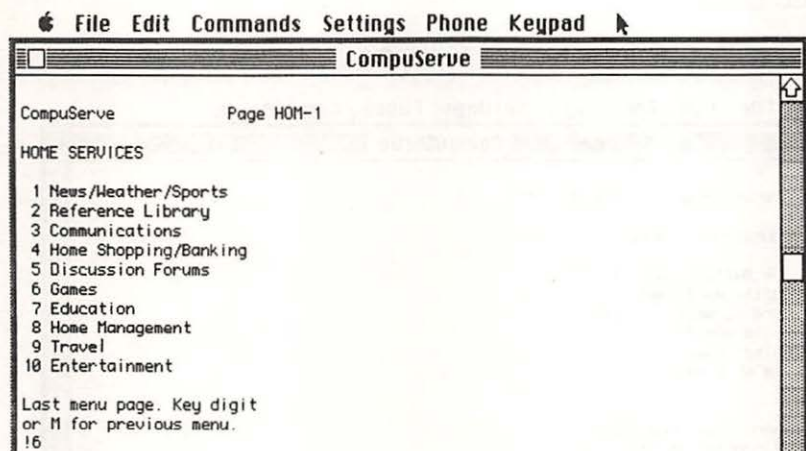 File Edit Commands Settings Phone Keypad
CompuServe
CompuServe Page HOM-1
HOME SERVICES
1 News/Weather/Sports
2 Reference Library
3 Communications
4 Home Shopping/Banking
5 Discussion Forums
6 Games
7 Education
8 Home Management
9 Travel
10 Entertainment
Last menu page. Key digit
or M for previous menu.
!6